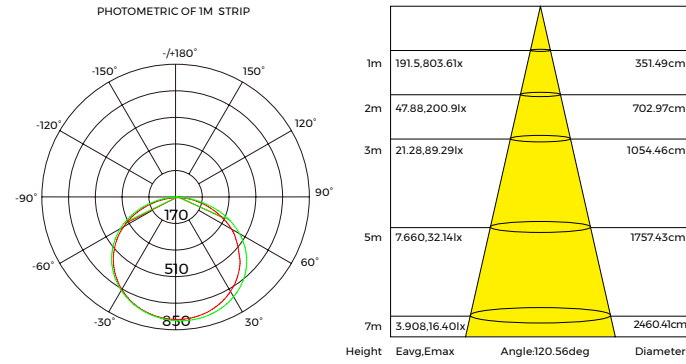 PHOTOMETRIC OF 1M STRIP
-/+180°
-150°
150°
-120°
120°
-90°
90°
-60°
60°
-30°
30°
170
510
850
1m 191.5,803.61x 351.49cm
2m 47.88,200.9lx 702.97cm
3m 21.28,89.29lx 1054.46cm
5m 7.660,32.14lx 1757.43cm
7m 3.908,16.40lx 2460.41cm
Height Eavg,Emax Angle:120.56deg Diameter